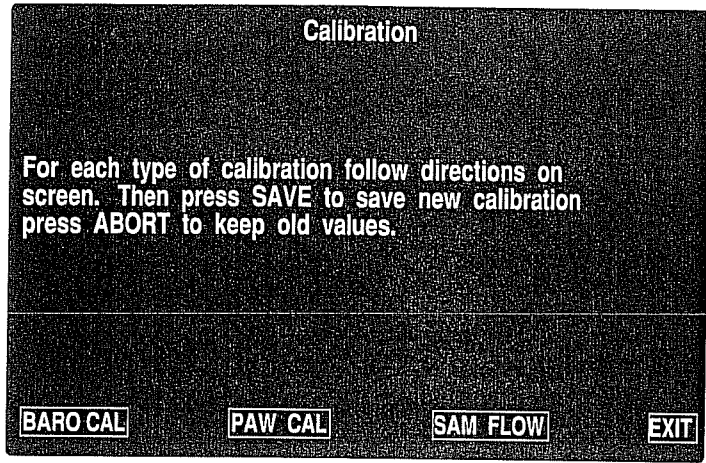 Calibration
For each type of calibration follow directions on
screen. Then press SAVE to save new calibration
press ABORT to keep old values.
BARO CAL PAW CAL SAM FLOW EXIT